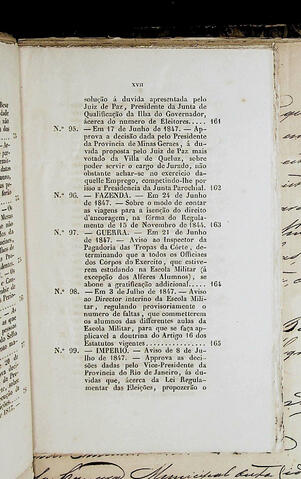 XVII
solução á duvida apresentada pelo
Juiz de Paz, Presidente da Junta de
Qualificação da Ilha do Governador,
ácerca do numero de Eleitores..... 161
N.º 95. — Em 17 de Junho de 1847. — Ap-
prova a decisão dada pelo Presidente
da Provincia de Minas Geraes, á du-
vida proposta pelo Juiz de Paz mais
votado da Villa de Queluz, sobre
poder servir o cargo de Jurado, não
obstante achar-se no exercicio da-
quelle Emprego, competindo-lhe por
isso a Presidencia da Junta Parochial. 162
N.º 96. — FAZENDA. — Em 24 de Junho
de 1847. — Sobre o modo de contar
as viagens para a isenção do direito
d'ancoragem, na fórma do Regula-
mento de 15 de Novembro de 1844. 163
N.º 97. — GUERRA. — Em 21 de Junho
de 1847. — Aviso ao Inspector da
Pagadoria das Tropas da Côrte, de-
terminando que a todos os Officiaes
dos Corpos do Exercito, que estive-
rem estudando na Escola Militar (á
excepção dos Alferes Alumnos), se
abone a gratificação addicional.... 164
N.º 98. — Em 3 de Julho de 1847. — Aviso
ao Director interino da Escola Mili-
tar, regulando provisoriamente o
numero de faltas, que commetterem
os alumnos das differentes aulas da
Escola Militar, para que se faça ap-
plicavel a doutrina do Artigo 16 dos
Estatutos vigentes............... 165
N.º 99. — IMPERIO. — Aviso de 8 de Ju-
lho de 1847. — Approva as deci-
sões dadas pelo Vice-Presidente da
Provincia do Rio de Janeiro, ás du-
vidas que, ácerca da Lei Regula-
mentar das Eleições, propozerão o